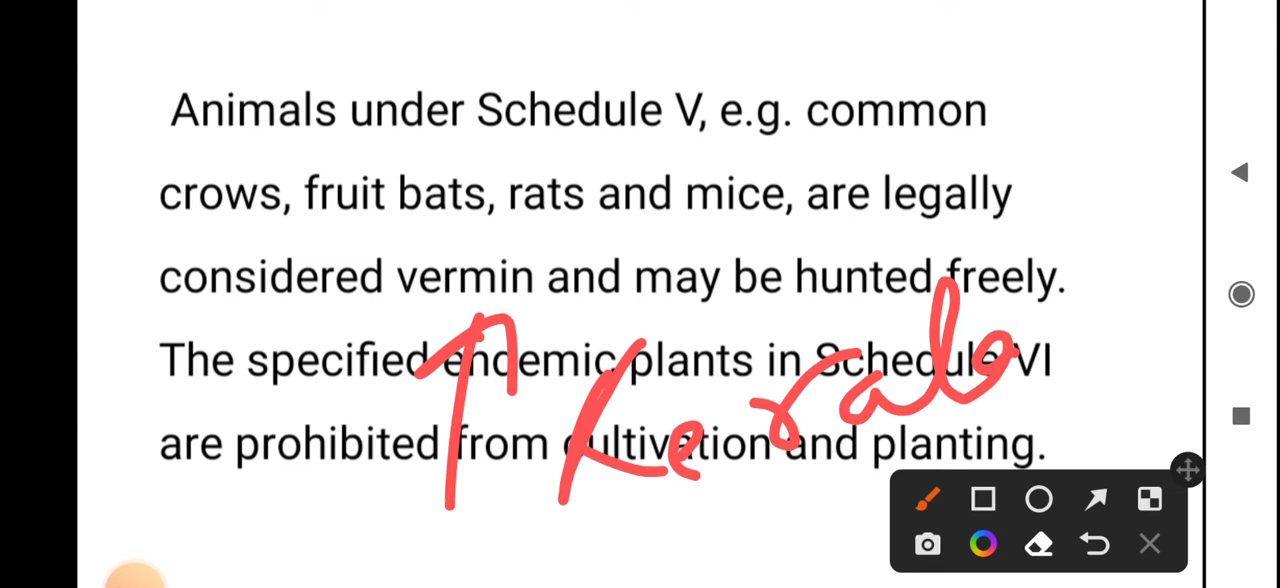 Animals under Schedule V, e.g. common
crows, fruit bats, rats and mice, are legally
considered vermin and may be hunted freely.
The specified endemic plants in Schedule VI
are prohibited from cultivation and planting.
Kerala